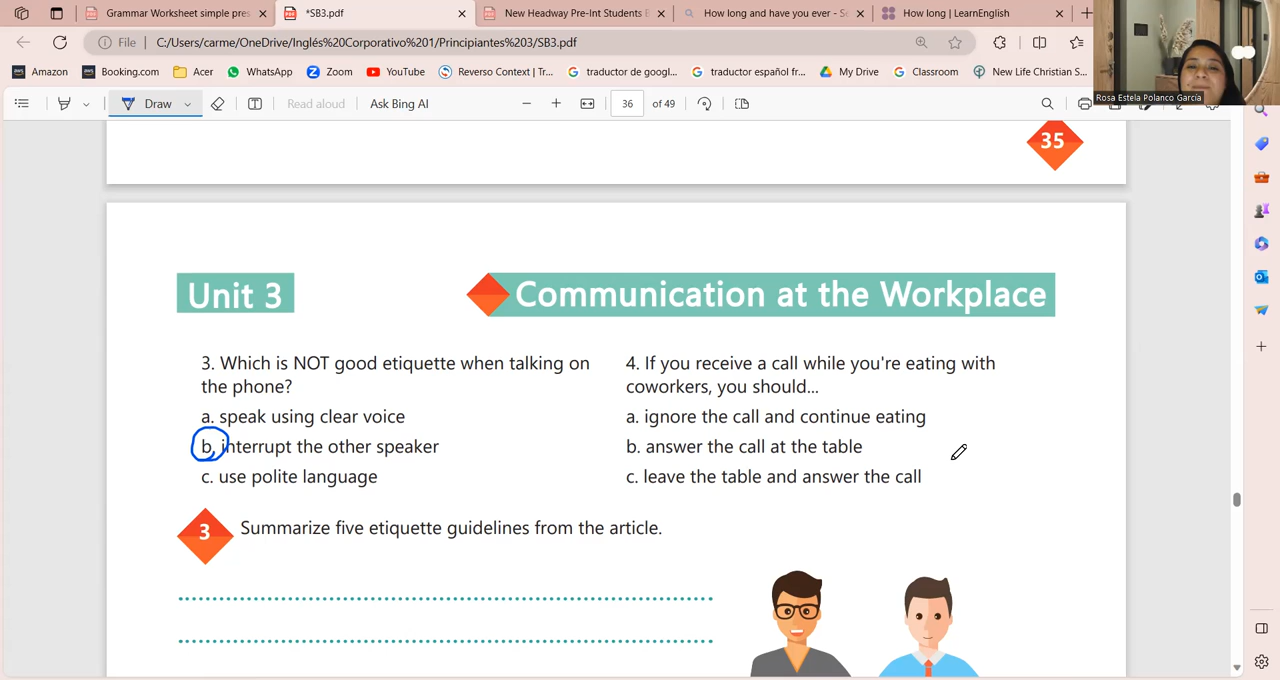 Grammar Worksheet simple pres
*SB3.pdf
New Headway Pre-Int Students B
How long and have you ever - Se
How long | LearnEnglish
File
C:/Users/carme/OneDrive/Inglés%20Corporativo%201/Principiantes%203/SB3.pdf
Amazon
Booking.com
Acer
WhatsApp
Zoom
YouTube
Reverso Context | Tr...
traductor de googl...
traductor español fr...
My Drive
Classroom
New Life Christian S...
Rosa Estela Polanco García
Draw
Read aloud
Ask Bing AI
36
of 49
35
Unit 3
Communication at the Workplace
3. Which is NOT good etiquette when talking on
the phone?
a. speak using clear voice
b. interrupt the other speaker
c. use polite language
4. If you receive a call while you're eating with
coworkers, you should...
a. ignore the call and continue eating
b. answer the call at the table
c. leave the table and answer the call
3
Summarize five etiquette guidelines from the article.